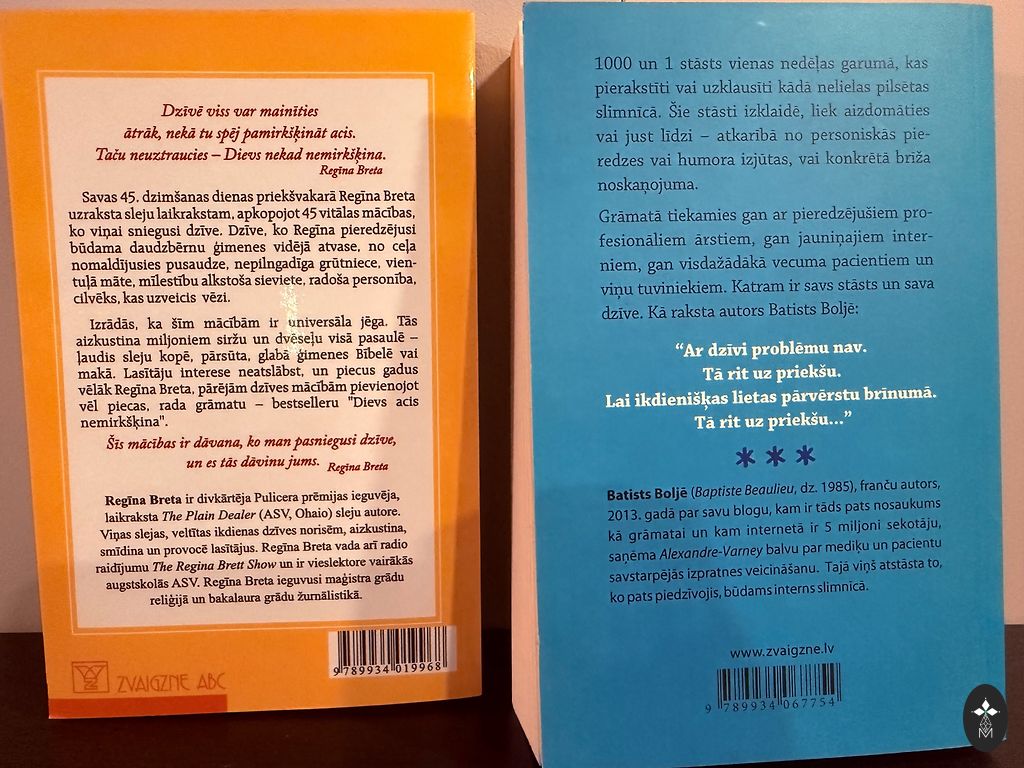 Dzīvē viss var mainīties
ātrāk, nekā tu spēj pamirkšķināt acis.
Taču neuztraucies – Dievs nekad nemirkšķina.
Regīna Breta
Savas 45. dzimšanas dienas priekšvakarā Regīna Breta
uzraksta sleju laikrakstam, apkopojot 45 vitālas mācības,
ko viņai sniegusi dzīve. Dzīve, ko Regīna pieredzējusi
būdama daudzbērnu ģimenes vidējā atvase, no ceļa
nomaldījusies pusaudze, nepilngadīga grūtniece, vien-
tuļā māte, mīlestību alkstoša sieviete, radoša personība,
cilvēks, kas uzveicis vēzi.
Izrādās, ka šīm mācībām ir universāla jēga. Tās
aizkustina miljoniem siržu un dvēseļu visā pasaulē –
ļaudis sleju kopē, pārsūta, glabā ģimenes Bībelē vai
makā. Lasītāju interese neatslābst, un piecus gadus
vēlāk Regīna Breta, pārējām dzīves mācībām pievienojot
vēl piecas, rada grāmatu – bestselleru "Dievs acis
nemirkšķina".
Šīs mācības ir dāvana, ko man pasniegusi dzīve,
un es tās dāvinu jums. Regīna Breta
Regīna Breta ir divkārtēja Pulicera prēmijas ieguvēja,
laikraksta The Plain Dealer (ASV, Ohaio) sleju autore.
Viņas slejas, veltītas ikdienas dzīves norisēm, aizkustina,
smīdina un provocē lasītājus. Regīna Breta vada arī radio
raidījumu The Regina Brett Show un ir vieslektore vairākās
augstskolās ASV. Regīna Breta ieguvusi maģistra grādu
reliģijā un bakalaura grādu žurnālistikā.
9 789934 019968
ZVAIGZNE ABC
1000 un 1 stāsts vienas nedēļas garumā, kas
pierakstīti vai uzklausīti kādā nelielas pilsētas
slimnīcā. Šie stāsti izklaidē, liek aizdomāties
vai just līdzi – atkarībā no personiskās pie-
redzes vai humora izjūtas, vai konkrētā brīža
noskaņojuma.
Grāmatā tiekamies gan ar pieredzējušiem pro-
fesionāliem ārstiem, gan jauniņajiem inter-
niem, gan visdažādākā vecuma pacientiem un
viņu tuviniekiem. Katram ir savs stāsts un sava
dzīve. Kā raksta autors Batists Boljē:
“Ar dzīvi problēmu nav.
Tā rit uz priekšu.
Lai ikdienišķas lietas pārvērstu brīnumā.
Tā rit uz priekšu...”
***
Batists Boljē (Baptiste Beaulieu, dz. 1985), franču autors,
2013. gadā par savu blogu, kam ir tāds pats nosaukums
kā grāmatai un kam internetā ir 5 miljoni sekotāju,
saņēma Alexandre-Varney balvu par mediķu un pacientu
savstarpējās izpratnes veicināšanu. Tajā viņš atstāsta to,
ko pats piedzīvojis, būdams interns slimnīcā.
www.zvaigzne.lv
9 789934 067754
M